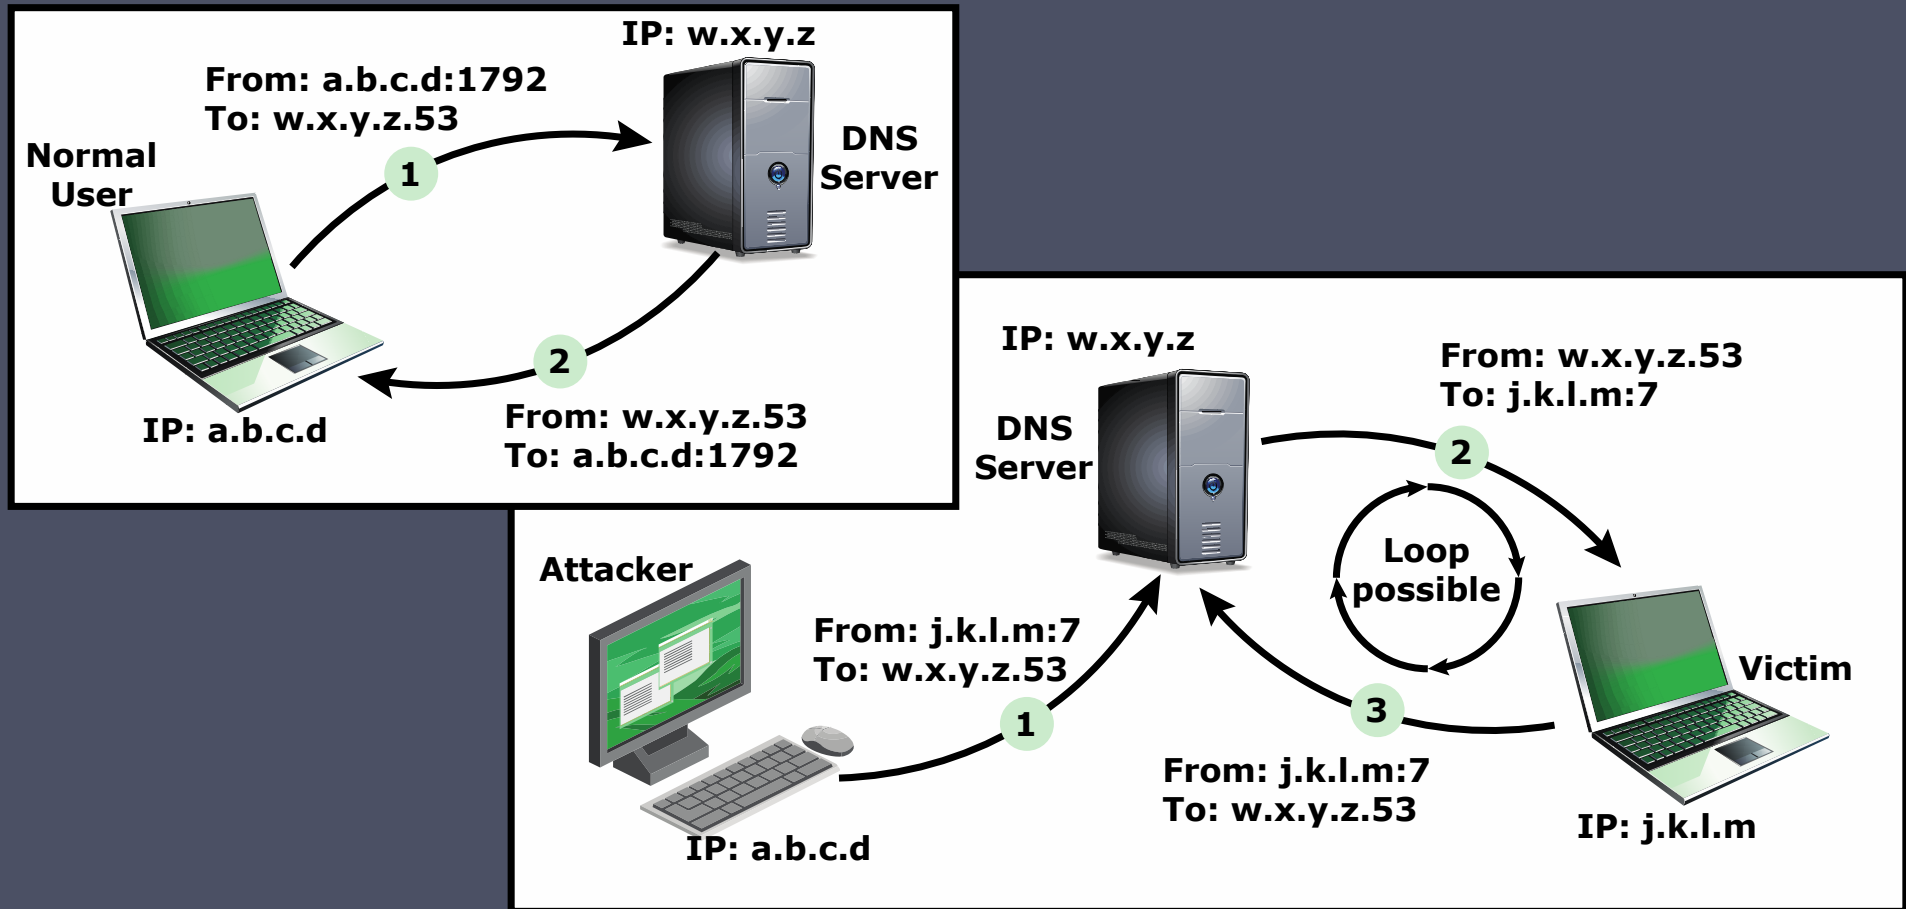 IP: w.x.y.z
From: a.b.c.d:1792
To: w.x.y.z.53
Normal
User
1
DNS
Server
2
IP: a.b.c.d
From: w.x.y.z.53
To: a.b.c.d:1792
IP: w.x.y.z
From: w.x.y.z.53
To: j.k.l.m:7
DNS
Server
2
Loop
possible
Attacker
From: j.k.l.m:7
To: w.x.y.z.53
1
Victim
3
From: j.k.l.m:7
To: w.x.y.z.53
IP: j.k.l.m
IP: a.b.c.d